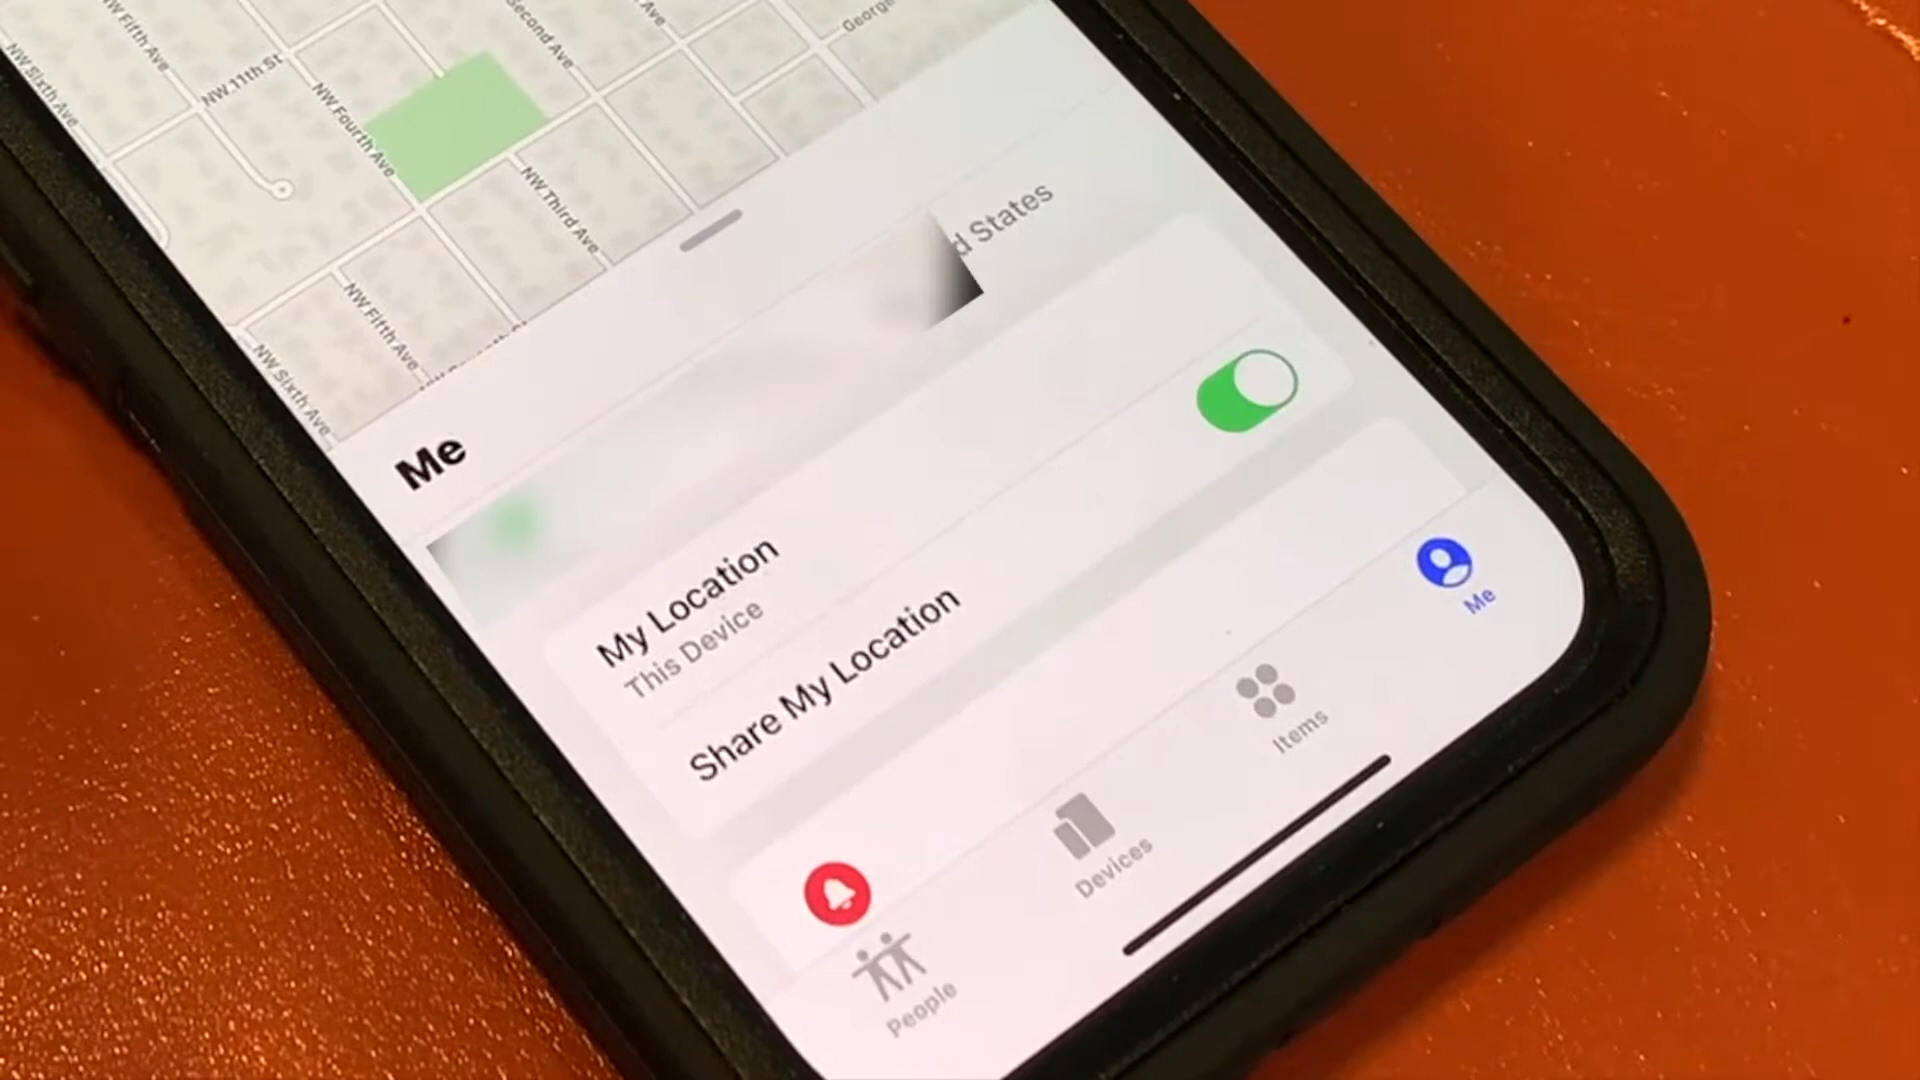 NW Fifth Ave
Second Ave
Ave
George
NW Sixth Ave
NW 11th St
NW Fourth Ave
NW Third Ave
NW Fifth Ave
NW Sixth Ave
d States
Me
My Location
This Device
Share My Location
People
Devices
Items
Me